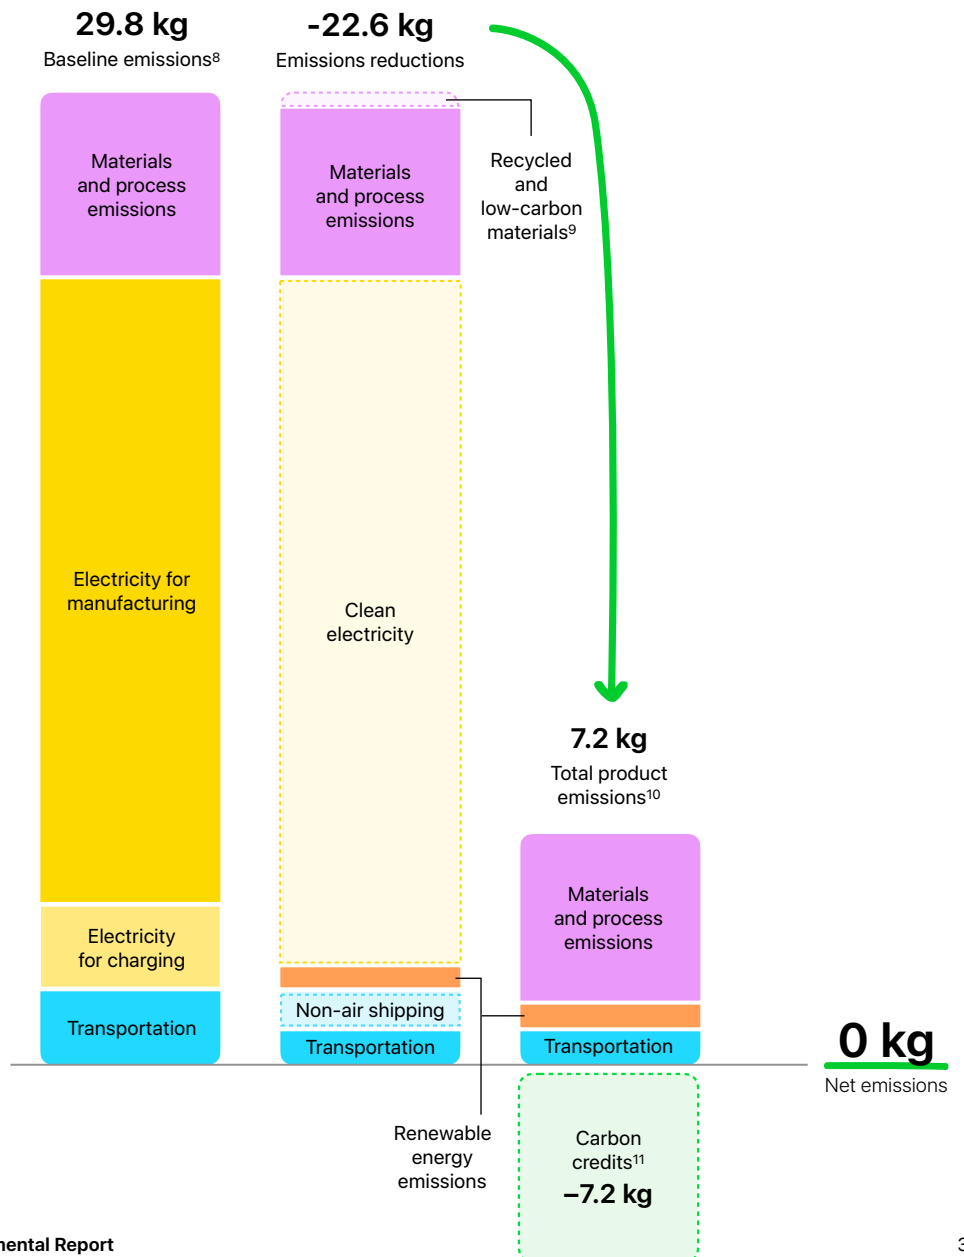 29.8 kg
Baseline emissions⁸
-22.6 kg
Emissions reductions
Materials
and process
emissions
Electricity for
manufacturing
Electricity
for charging
Transportation
Materials
and process
emissions
Recycled
and
low-carbon
materials⁹
Clean
electricity
Non-air shipping
Transportation
Renewable
energy
emissions
7.2 kg
Total product
emissions¹⁰
Materials
and process
emissions
Transportation
Carbon
credits¹¹
–7.2 kg
0 kg
Net emissions
mental Report
3